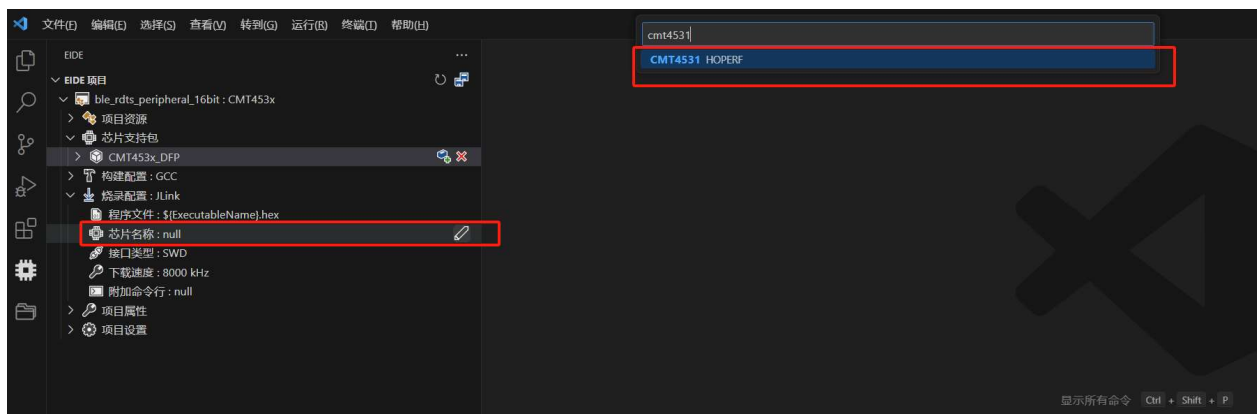 文件(F) 编辑(E) 选择(S) 查看(V) 转到(G) 运行(R) 终端(T) 帮助(H)
cmt4531
CMT4531 HOPERF
EIDE
EIDE 项目
ble_rdts_peripheral_16bit : CMT453x
项目资源
芯片支持包
CMT453x_DFP
构建配置 : GCC
烧录配置 : JLink
程序文件 : ${ExecutableName}.hex
芯片名称 : null
接口类型 : SWD
下载速度 : 8000 kHz
附加命令行 : null
项目属性
项目设置
显示所有命令 Ctrl + Shift + P